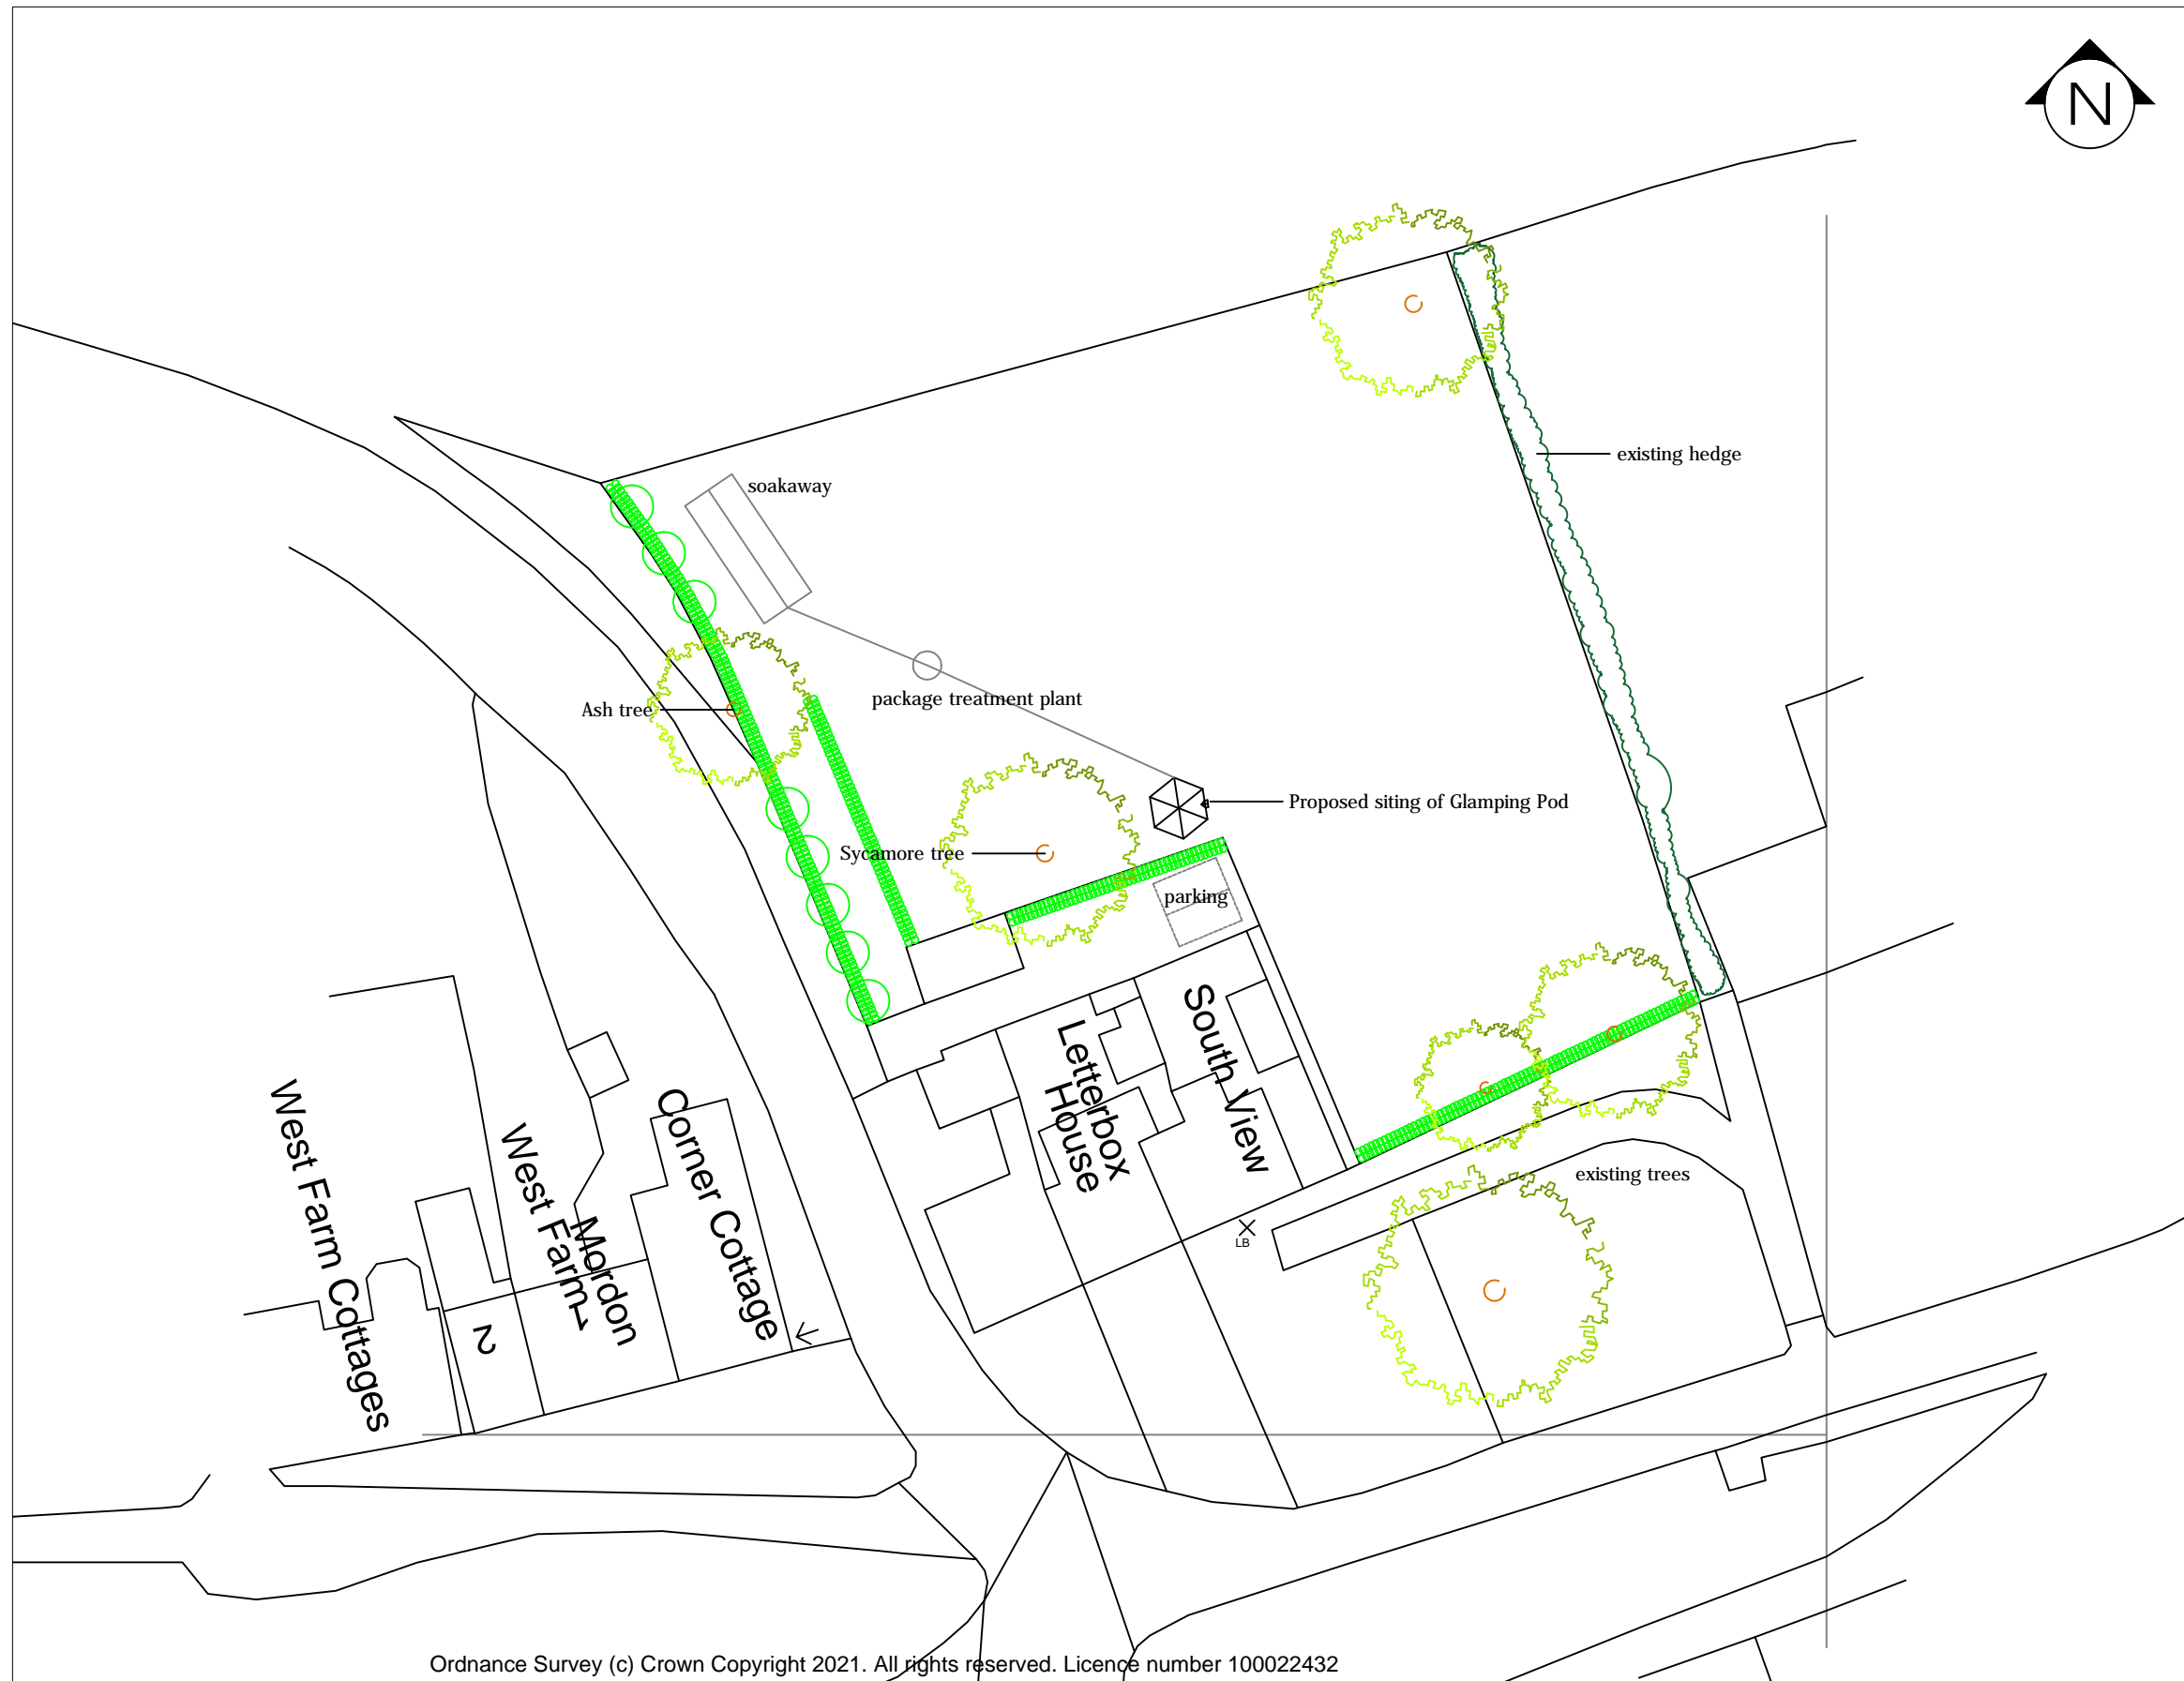 N
existing hedge
soakaway
package treatment plant
Ash tree
Proposed siting of Glamping Pod
Sycamore tree
parking
South View
Letterbox
House
Corner Cottage
West Farm Cottages
West Farm
1
Mordon
2
existing trees
LB
Ordnance Survey (c) Crown Copyright 2021. All rights reserved. Licence number 100022432